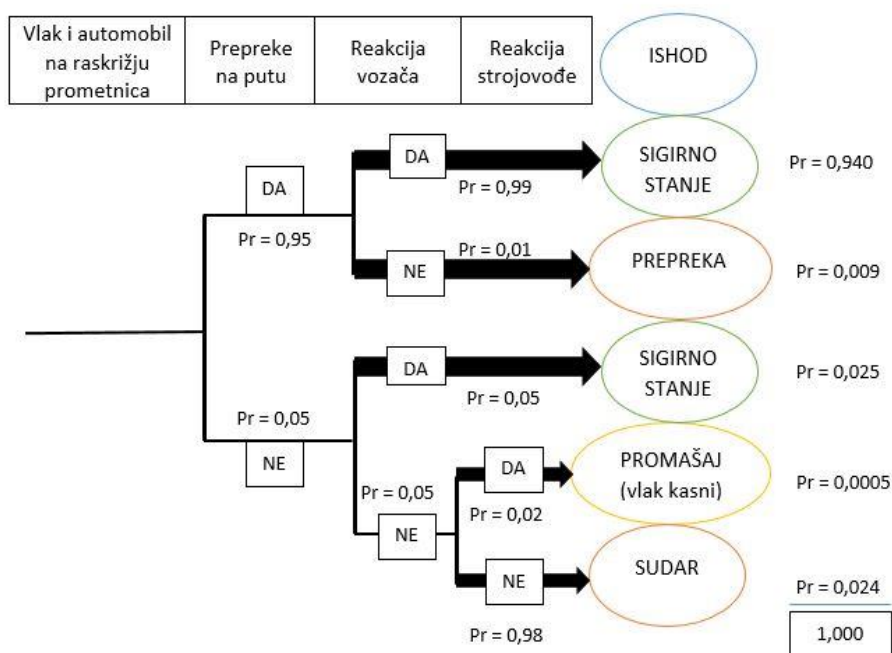 Vlak i automobil
na raskrižju
prometnica
Prepreke
na putu
Reakcija
vozača
Reakcija
strojovođe
ISHOD
DA
Pr = 0,95
DA
Pr = 0,99
SIGIRNO
STANJE
Pr = 0,940
NE
Pr = 0,01
PREPREKA
Pr = 0,009
Pr = 0,05
NE
DA
Pr = 0,05
SIGIRNO
STANJE
Pr = 0,025
Pr = 0,05
NE
DA
Pr = 0,02
PROMAŠAJ
(vlak kasni)
Pr = 0,0005
NE
Pr = 0,98
SUDAR
Pr = 0,024
1,000